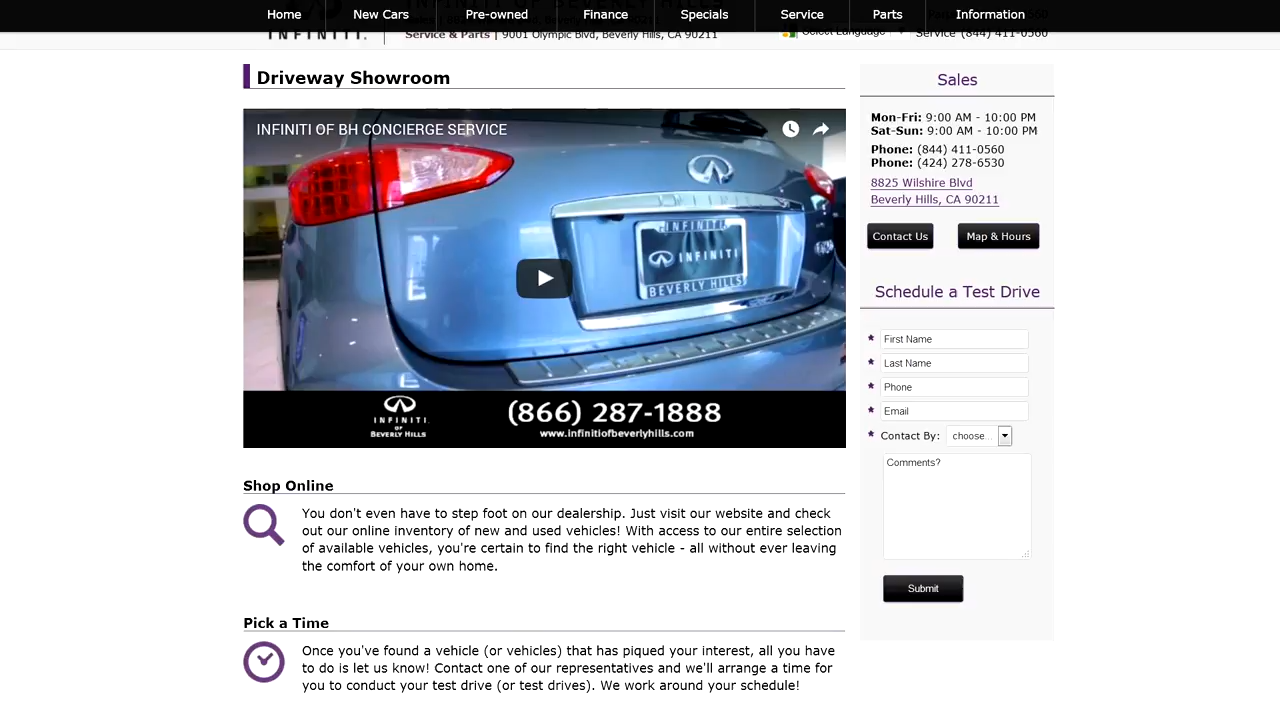 Home
New Cars
Pre-owned
Finance
Specials
Service
Parts
Information
INFINITI.
Service & Parts | 9001 Olympic Blvd, Beverly Hills, CA 90211
Select Language
Service (844) 411-0560
Driveway Showroom
INFINITI OF BH CONCIERGE SERVICE
INFINITI
INFINITI
BEVERLY HILLS
INFINITI
OF
BEVERLY HILLS
(866) 287-1888
www.infinitiofbeverlyhills.com
Shop Online
You don't even have to step foot on our dealership. Just visit our website and check
out our online inventory of new and used vehicles! With access to our entire selection
of available vehicles, you're certain to find the right vehicle - all without ever leaving
the comfort of your own home.
Pick a Time
Once you've found a vehicle (or vehicles) that has piqued your interest, all you have
to do is let us know! Contact one of our representatives and we'll arrange a time for
you to conduct your test drive (or test drives). We work around your schedule!
Sales
Mon-Fri: 9:00 AM - 10:00 PM
Sat-Sun: 9:00 AM - 10:00 PM
Phone: (844) 411-0560
Phone: (424) 278-6530
8825 Wilshire Blvd
Beverly Hills, CA 90211
Contact Us
Map & Hours
Schedule a Test Drive
* First Name
* Last Name
* Phone
* Email
* Contact By: choose...
Comments?
Submit